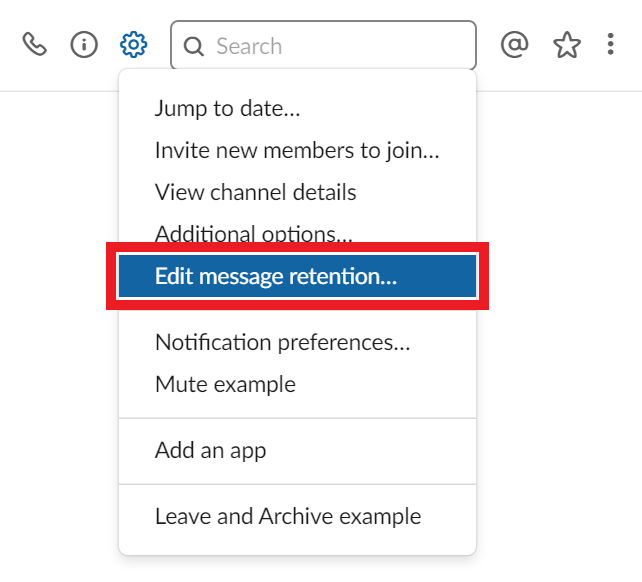 Search
Jump to date...
Invite new members to join...
View channel details
Additional options...
Edit message retention...
Notification preferences...
Mute example
Add an app
Leave and Archive example